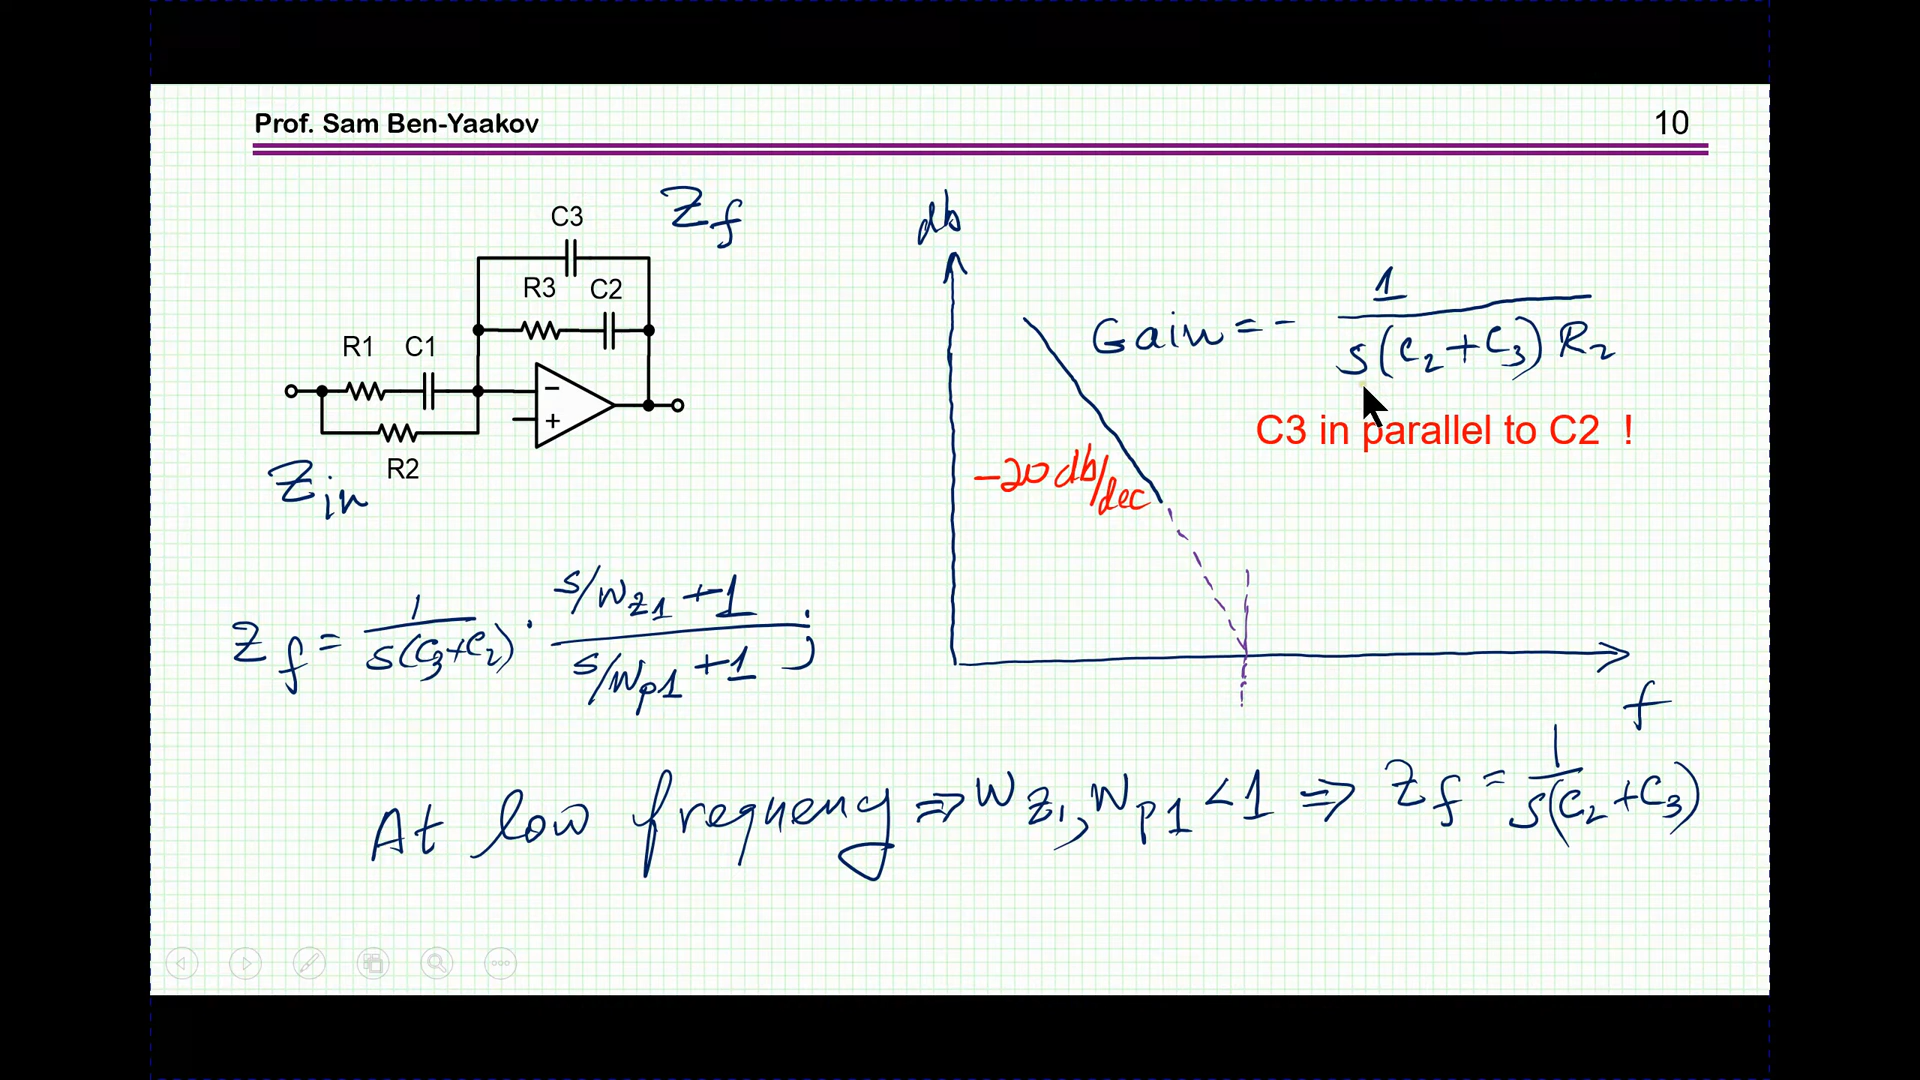 Prof. Sam Ben-Yaakov 10
C3
Zf
R3 C2
R1 C1
−
+
R2
Zin
db
Gain = - 1 / S(C2+C3)R2
C3 in parallel to C2 !
-20 db/dec
f
Zf = 1 / S(C3+C2) · S/Wz1 +1 / S/Wp1 +1 ;
At low frequency ⇒ Wz1, Wp1 <1 ⇒ Zf = 1 / S(C2+C3)